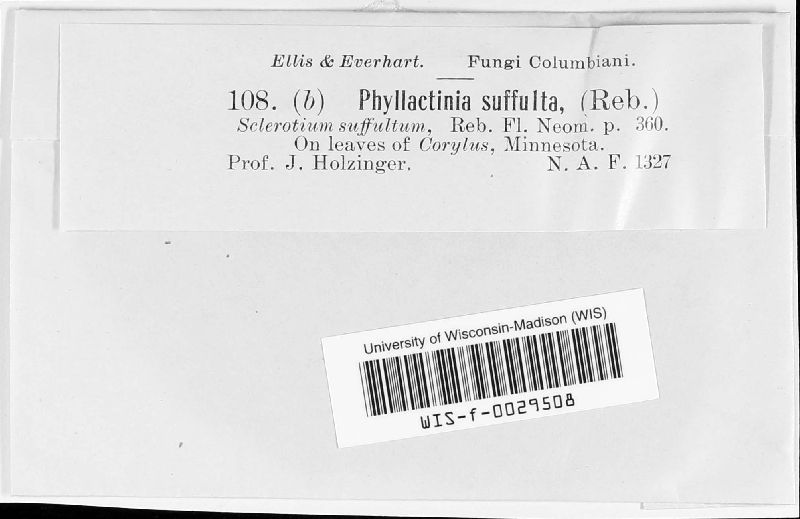 Ellis & Everhart. Fungi Columbiani.
108. (b) Phyllactinia suffulta, (Reb.)
Sclerotium suffultum, Reb. Fl. Neom. p. 360.
On leaves of Corylus, Minnesota.
Prof. J. Holzinger. N. A. F. 1327
University of Wisconsin-Madison (WIS)
WIS-f-0029508